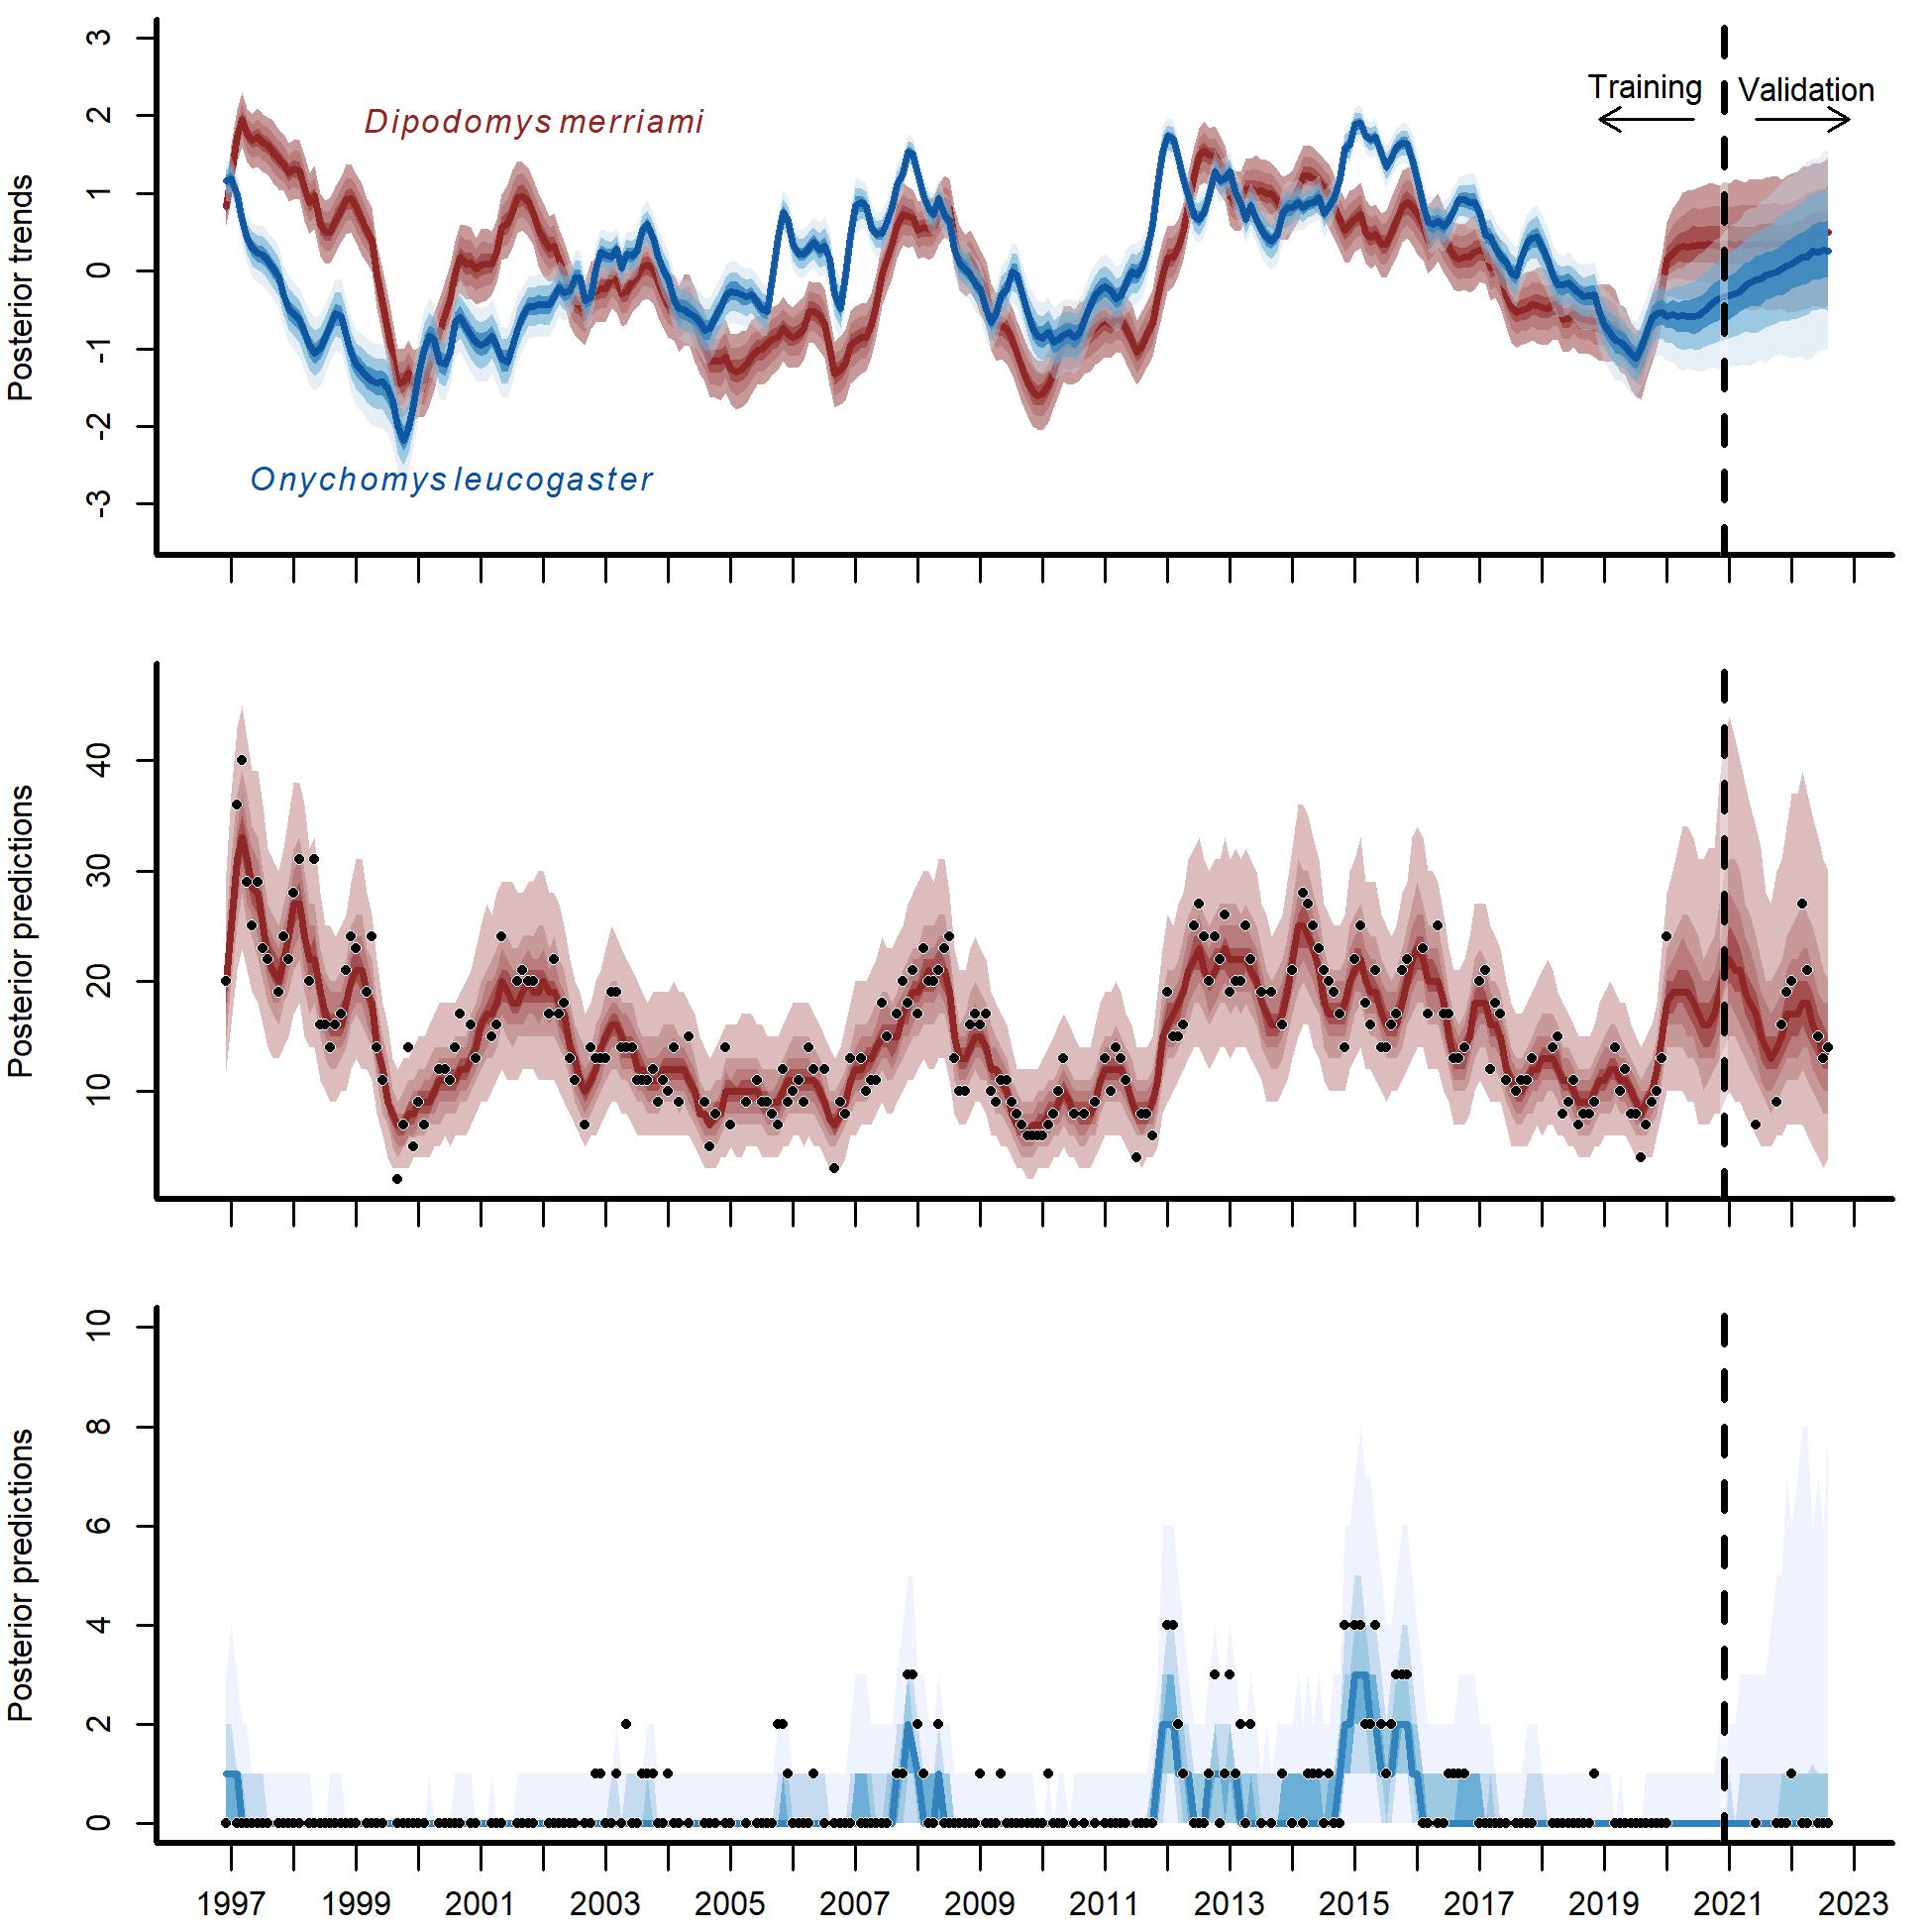 3
2
1
0
-1
-2
-3
Posterior trends
Dipodomys merriami
Onychomys leucogaster
Training
Validation
40
30
20
10
Posterior predictions
10
8
6
4
2
0
Posterior predictions
1997 1999 2001 2003 2005 2007 2009 2011 2013 2015 2017 2019 2021 2023